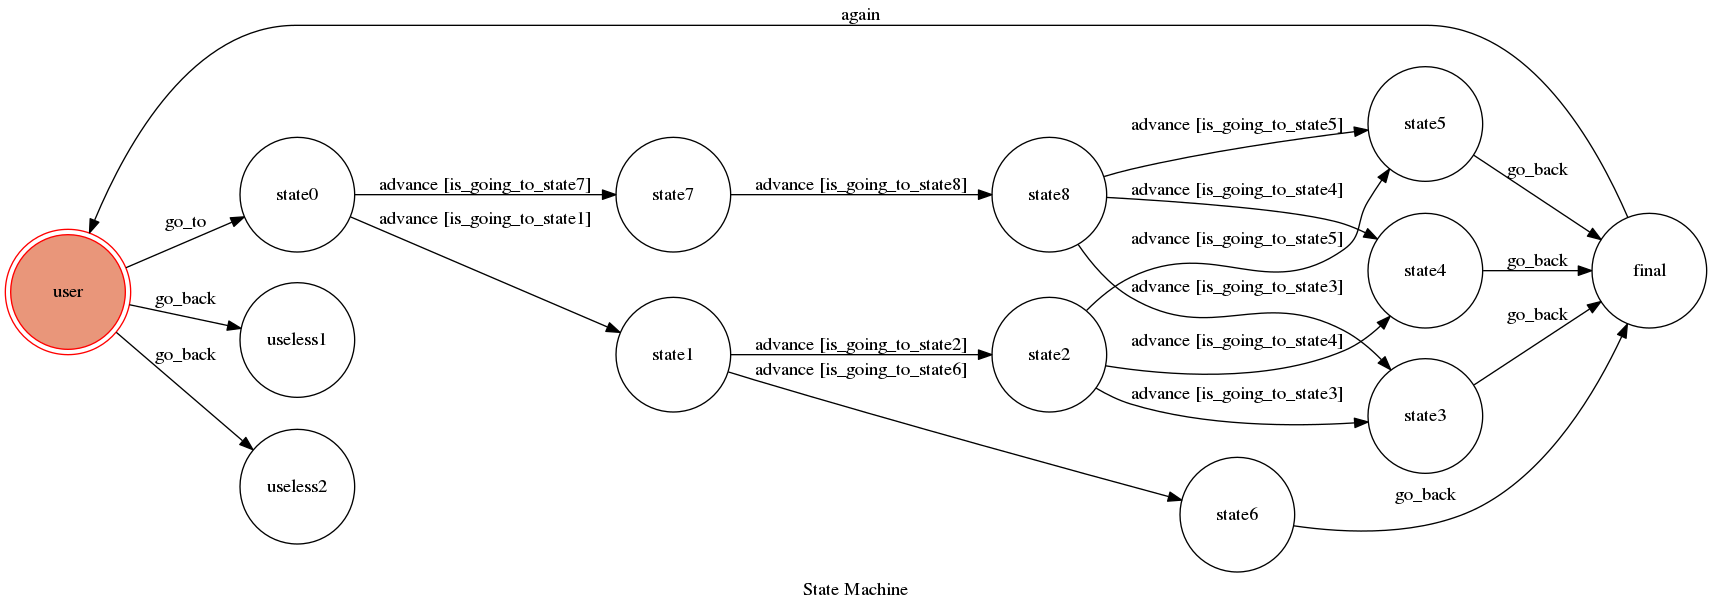 again
state5
advance [is_going_to_state5]
go_back
state0
advance [is_going_to_state7]
state7
advance [is_going_to_state8]
state8
advance [is_going_to_state4]
advance [is_going_to_state1]
go_to
advance [is_going_to_state5]
state4
go_back
final
user
go_back
advance [is_going_to_state3]
useless1
go_back
state1
advance [is_going_to_state2]
advance [is_going_to_state6]
state2
advance [is_going_to_state4]
go_back
advance [is_going_to_state3]
state3
useless2
state6
go_back
State Machine